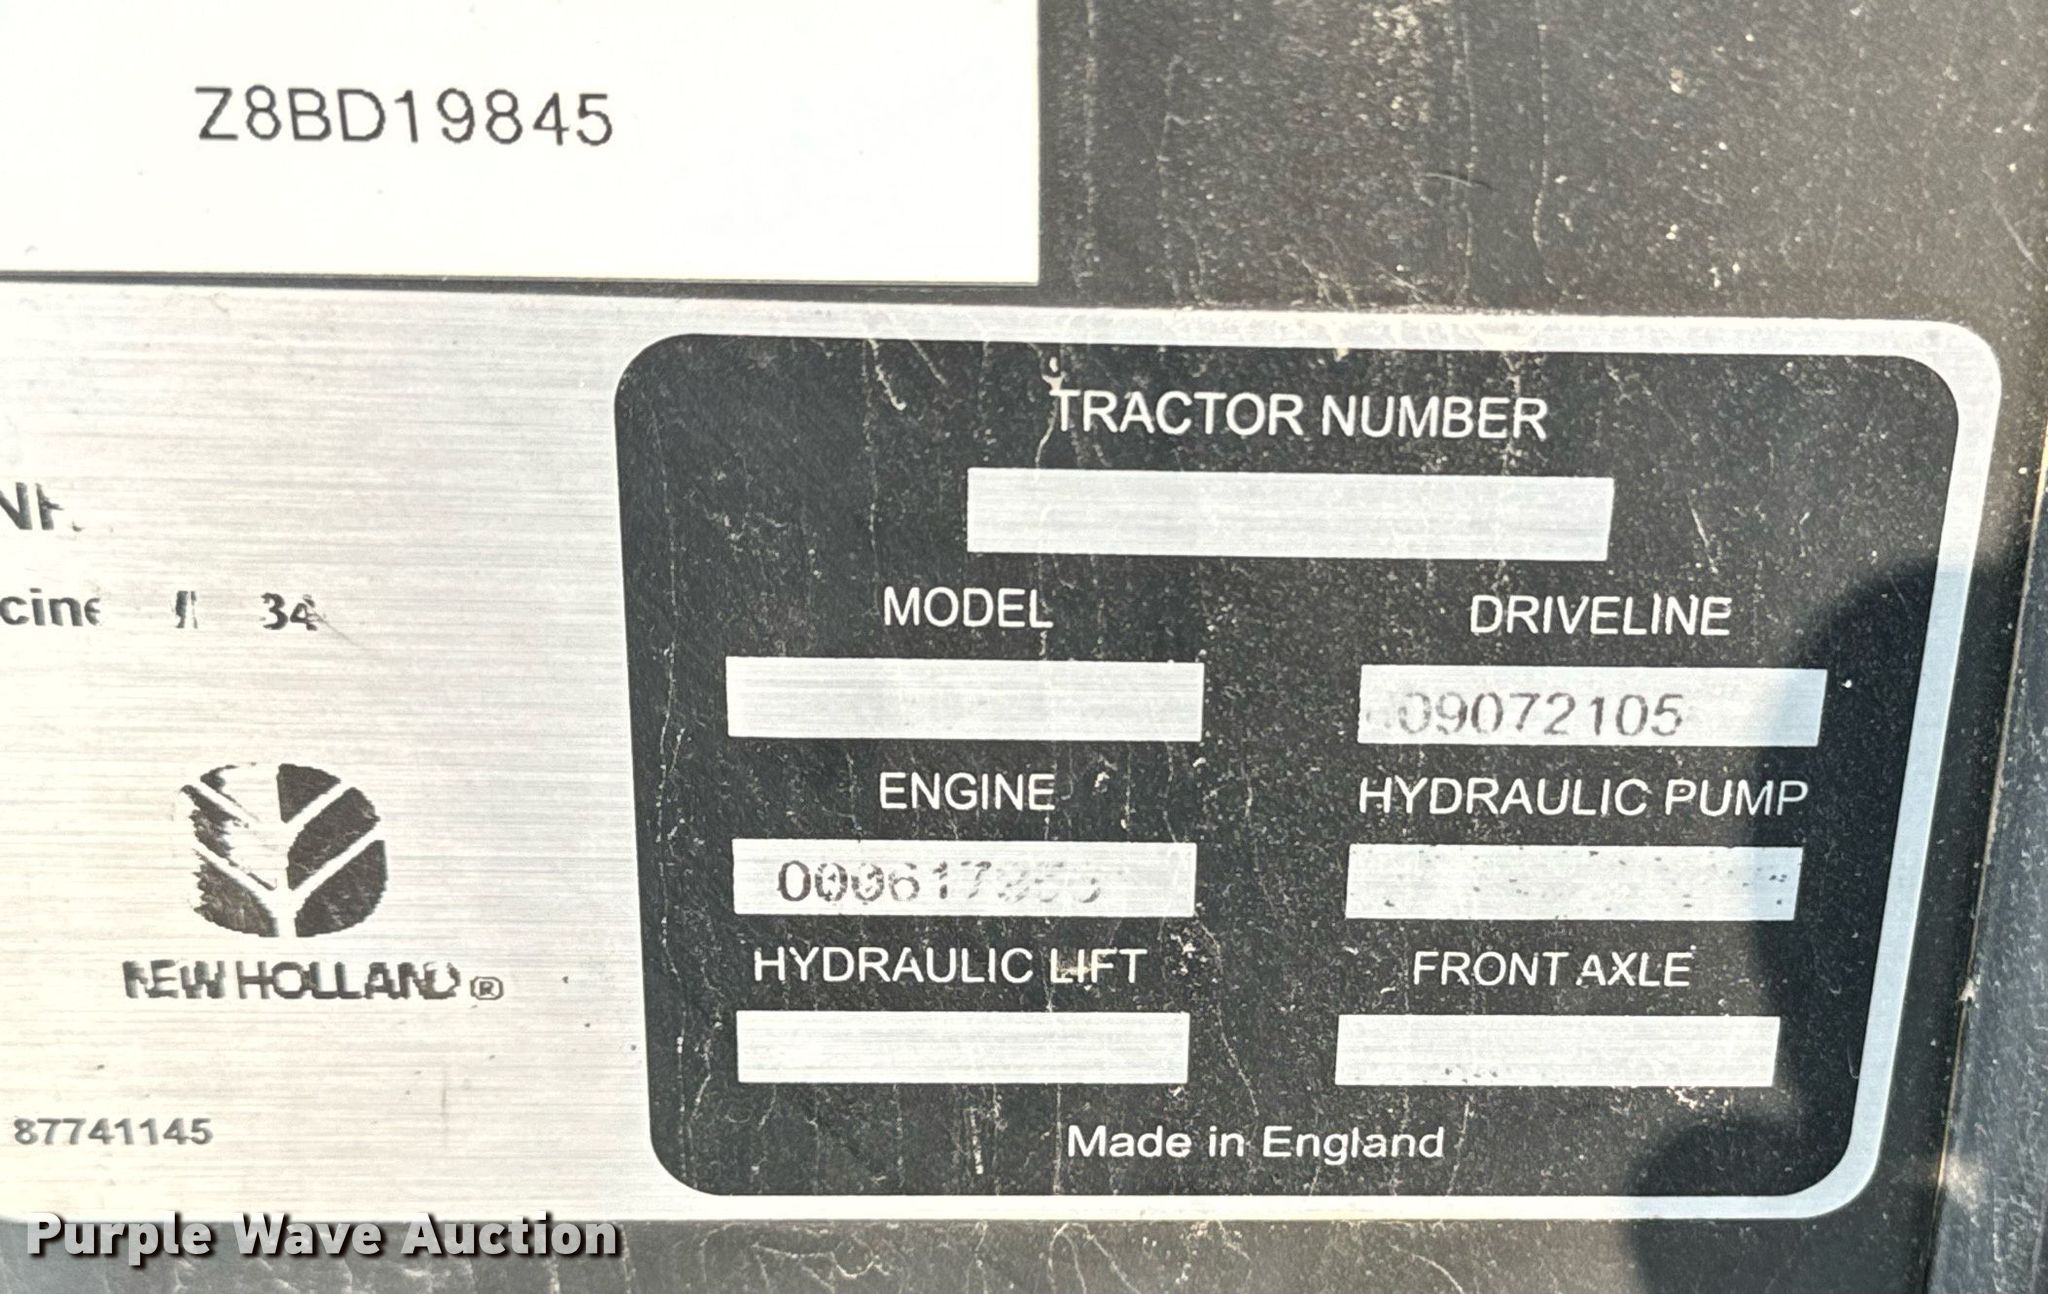 Z8BD19845
TRACTOR NUMBER
MODEL
DRIVELINE
09072105
ENGINE
HYDRAULIC PUMP
HYDRAULIC LIFT
FRONT AXLE
NEW HOLLAND ®
87741145
Made in England
Purple Wave Auction